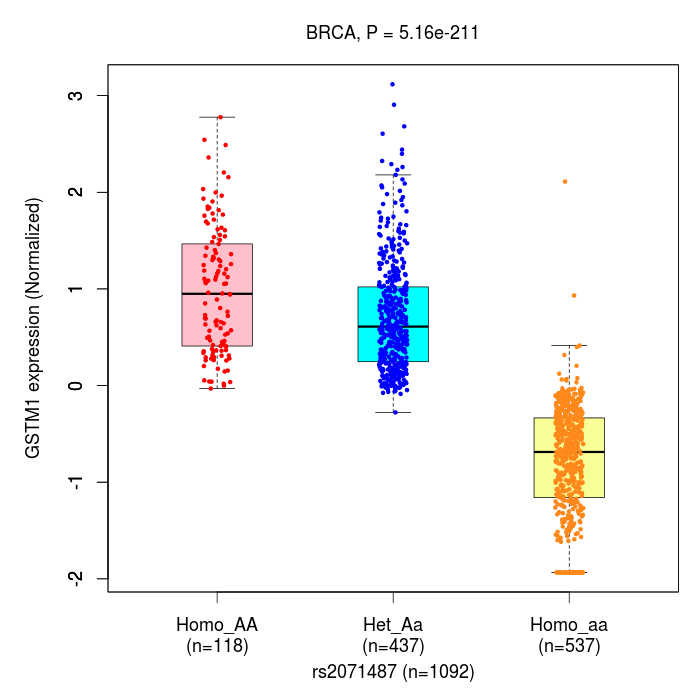 BRCA, P = 5.16e-211
GSTM1 expression (Normalized)
3
2
1
0
-1
-2
Homo_AA
(n=118)
Het_Aa
(n=437)
Homo_aa
(n=537)
rs2071487 (n=1092)